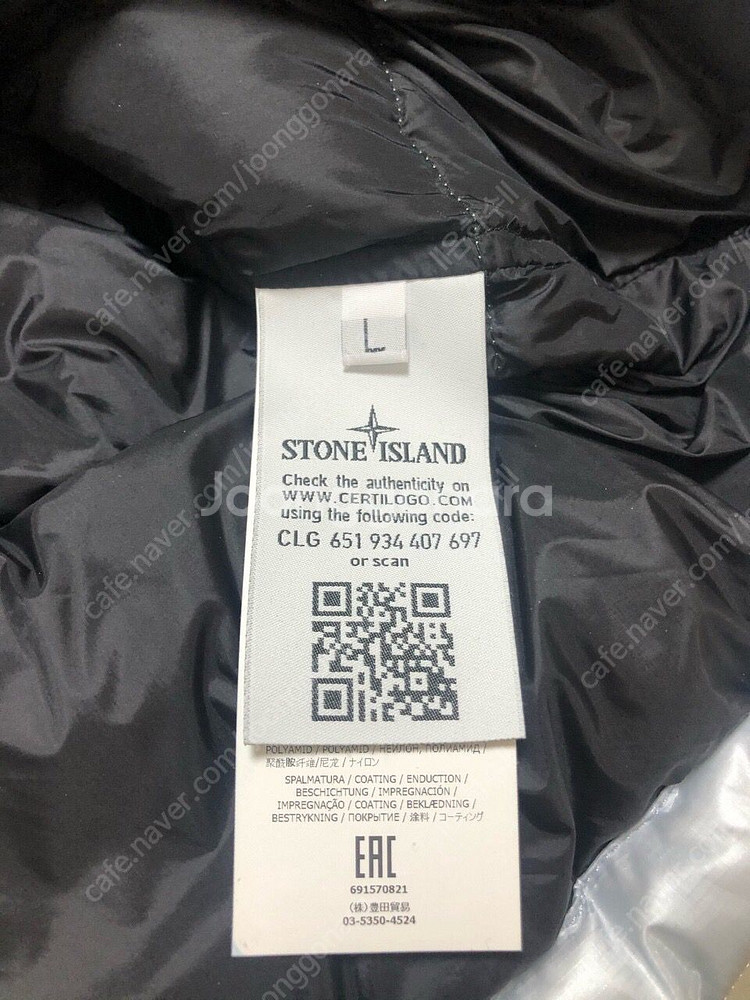 L
STONE ISLAND
Check the authenticity on
WWW.CERTILOGO.COM
using the following code:
CLG 651 934 407 697
or scan
POLYAMID / POLYAMID / НЕЙЛОН, ПОЛИАМИД /
聚酰胺纤维/尼龙 / ナイロン
SPALMATURA / COATING / ENDUCTION /
BESCHICHTUNG / IMPREGNACIÓN /
IMPREGNAÇÃO / COATING / BEKLÆDNING /
BESTRYKNING / ПОКРЫТИЕ / 涂料 / コーティング
EAC
691570821
(株)豊田貿易
03-5350-4524
Joonggonara
cafe.naver.com/joonggonara